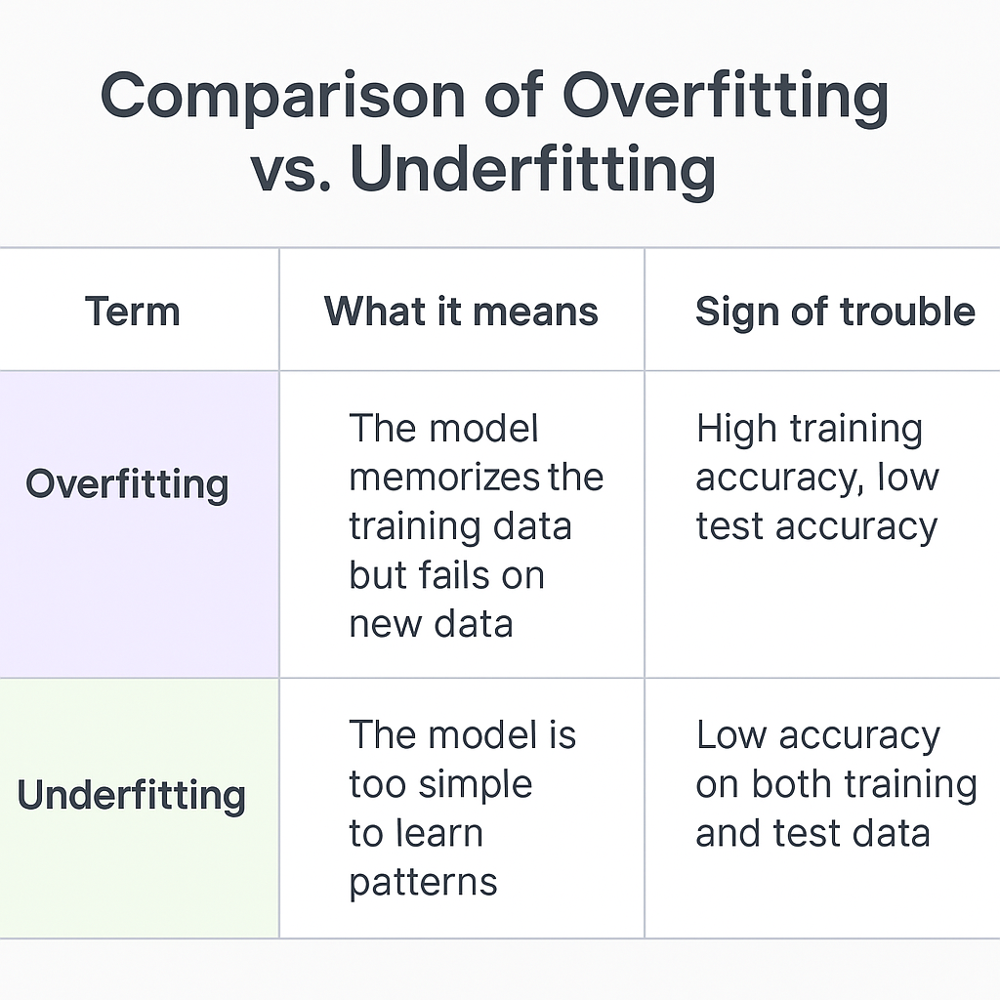 Comparison of Overfitting
vs. Underfitting
Term
What it means
Sign of trouble
Overfitting
The model
memorizes the
training data
but fails on
new data
High training
accuracy, low
test accuracy
Underfitting
The model is
too simple
to learn
patterns
Low accuracy
on both training
and test data